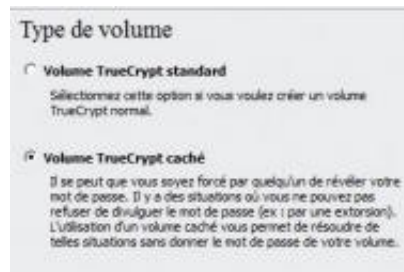 Type de volume
Volume TrueCrypt standard
Sélectionnez cette option si vous voulez créer un volume
TrueCrypt normal.
Volume TrueCrypt caché
Il se peut que vous soyez forcé par quelqu'un de révéler votre
mot de passe. Il y a des situations où vous ne pouvez pas
refuser de divulguer le mot de passe (ex : par une extorsion).
L'utilisation d'un volume caché vous permet de résoudre de
telles situations sans donner le mot de passe de votre volume.